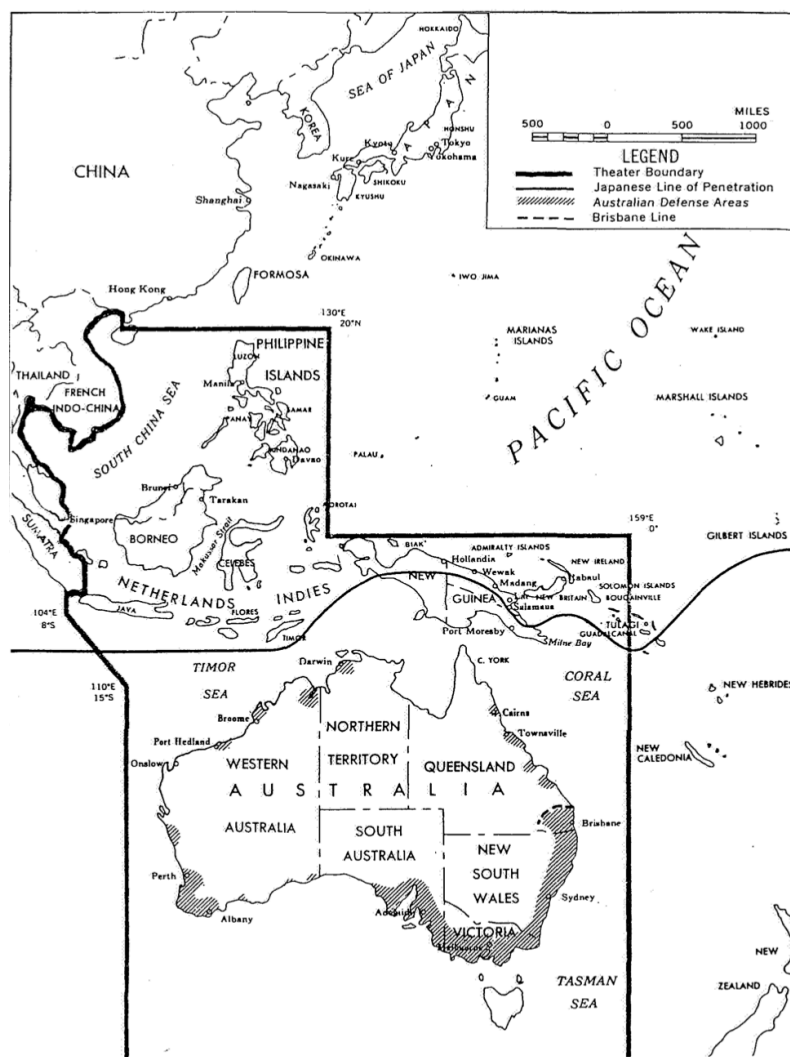 HOKKAIDO
SEA OF JAPAN
KOREA
JAPAN
HONSHU
Kyoto
Tokyo
Yokohama
Kure
Nagasaki
SHIKOKU
KYUSHU
CHINA
Shanghai
OKINAWA
FORMOSA
Hong Kong
500 0 500 1000
MILES
LEGEND
Theater Boundary
Japanese Line of Penetration
Australian Defense Areas
Brisbane Line
IWO JIMA
130°E
20°N
PACIFIC OCEAN
MARIANAS
ISLANDS
WAKE ISLAND
GUAM
MARSHALL ISLANDS
PHILIPPINE
ISLANDS
LUZON
Manila
SAMAR
PANAY
MINDANAO
Davao
PALAU
THAILAND
FRENCH
INDO-CHINA
SOUTH CHINA SEA
Brunei
Tarakan
Singapore
SUMATRA
BORNEO
Makassar Strait
CELEBES
MOROTAI
NETHERLANDS INDIES
JAVA
FLORES
TIMOR
104°E
8°S
159°E
0°
GILBERT ISLANDS
BIAK
ADMIRALTY ISLANDS
Hollandia
Wewak
Madang
NEW IRELAND
Rabaul
NEW
GUINEA
Lae
NEW BRITAIN
Salamaua
SOLOMON ISLANDS
BOUGAINVILLE
TULAGI
GUADALCANAL
Port Moresby
Milne Bay
TIMOR
SEA
Darwin
C. YORK
CORAL
SEA
110°E
15°S
NEW HEBRIDES
NEW
CALEDONIA
Broome
Port Hedland
Onslow
Cairns
Townsville
NORTHERN
TERRITORY
WESTERN
AUSTRALIA
QUEENSLAND
AUSTRALIA
SOUTH
AUSTRALIA
NEW
SOUTH
WALES
Brisbane
Perth
Albany
Adelaide
Sydney
VICTORIA
Melbourne
TASMAN
SEA
NEW
ZEALAND